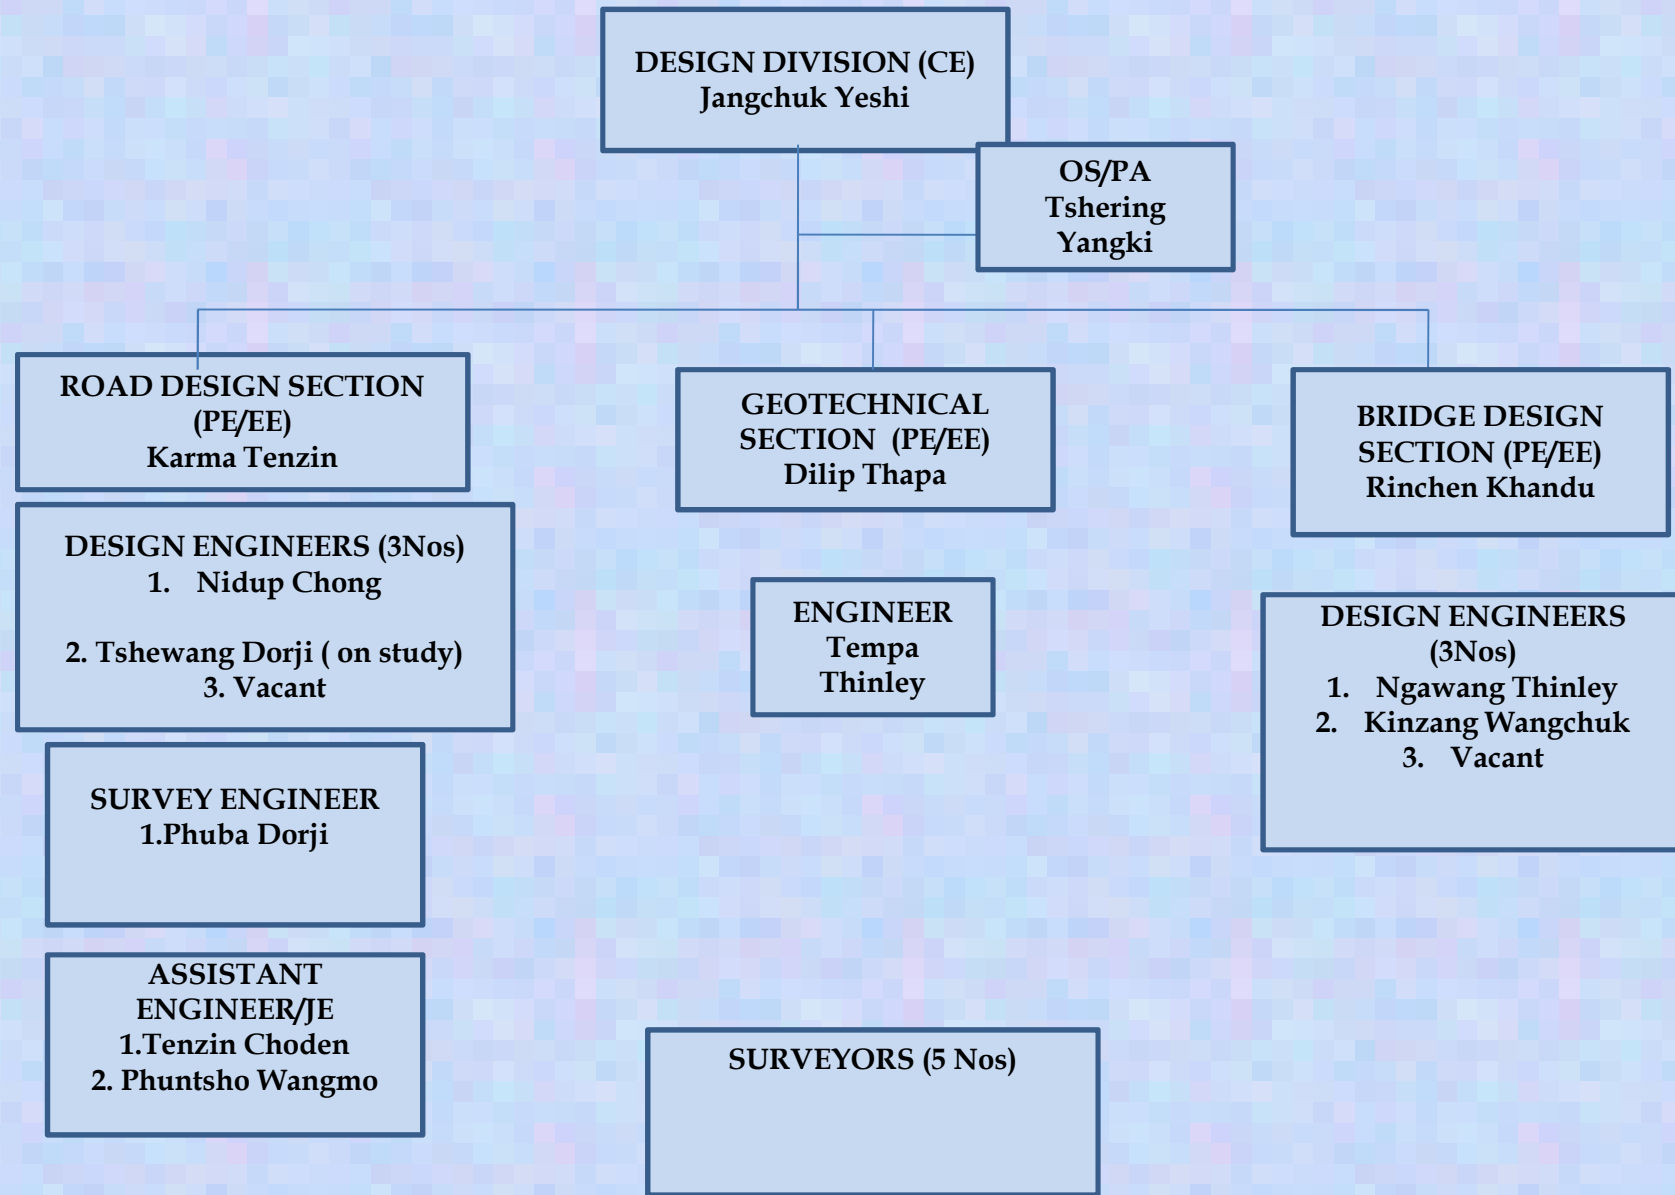 DESIGN DIVISION (CE)
Jangchuk Yeshi
OS/PA
Tshering
Yangki
ROAD DESIGN SECTION
(PE/EE)
Karma Tenzin
GEOTECHNICAL
SECTION (PE/EE)
Dilip Thapa
BRIDGE DESIGN
SECTION (PE/EE)
Rinchen Khandu
DESIGN ENGINEERS (3Nos)
1. Nidup Chong
2. Tshewang Dorji ( on study)
3. Vacant
ENGINEER
Tempa
Thinley
DESIGN ENGINEERS
(3Nos)
1. Ngawang Thinley
2. Kinzang Wangchuk
3. Vacant
SURVEY ENGINEER
1.Phuba Dorji
ASSISTANT
ENGINEER/JE
1.Tenzin Choden
2. Phuntsho Wangmo
SURVEYORS (5 Nos)